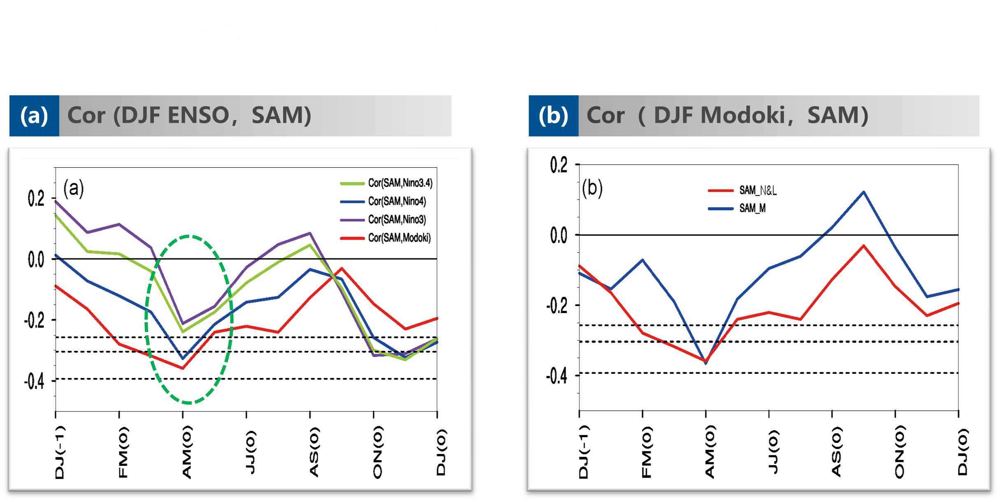 (a) Cor (DJF ENSO，SAM)
(b) Cor （ DJF Modoki，SAM)
(a)
Cor(SAM,Nino3.4)
Cor(SAM,Nino4)
Cor(SAM,Nino3)
Cor(SAM,Modoki)
0.2
0.0
-0.2
-0.4
DJ(-1)
FM(0)
AM(0)
JJ(0)
AS(0)
ON(0)
DJ(0)
(b)
SAM_N&L
SAM_M
0.2
0.0
-0.2
-0.4
DJ(-1)
FM(0)
AM(0)
JJ(0)
AS(0)
ON(0)
DJ(0)